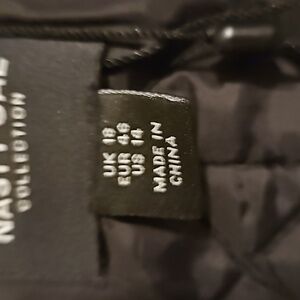 NASTY GAL
COLLECTION
UK 18
EUR 46
US 14
MADE IN
CHINA